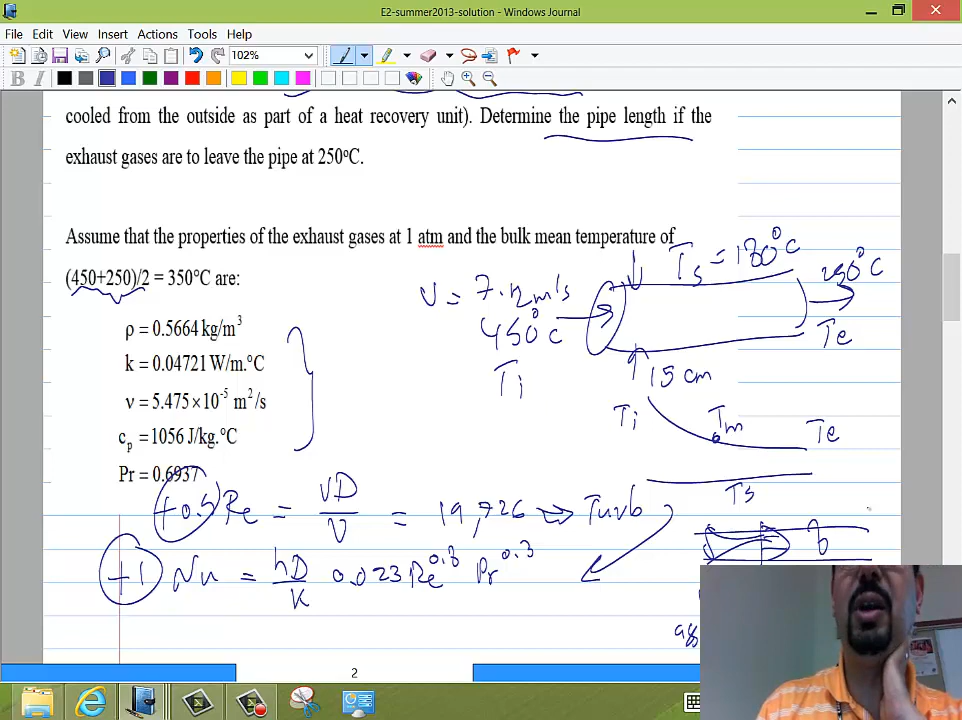 E2-summer2013-solution - Windows Journal
File Edit View Insert Actions Tools Help
102%
B I
cooled from the outside as part of a heat recovery unit). Determine the pipe length if the
exhaust gases are to leave the pipe at 250°C.
Assume that the properties of the exhaust gases at 1 atm and the bulk mean temperature of
(450+250)/2 = 350°C are:
Ts = 180°C
250°C
V = 7.12 m/s
ρ = 0.5664 kg/m³
450°C
Te
k = 0.04721 W/m.°C
Ti
15 cm
ν = 5.475×10⁻⁵ m²/s
Ti Tm Te
cp =1056 J/kg.°C
Pr = 0.6937
Ts
+0.5 Re = VD/ν = 19,726 ⇒ Turb
+1 Nu = hD/K 0.023 Re^0.8 Pr^0.3
2